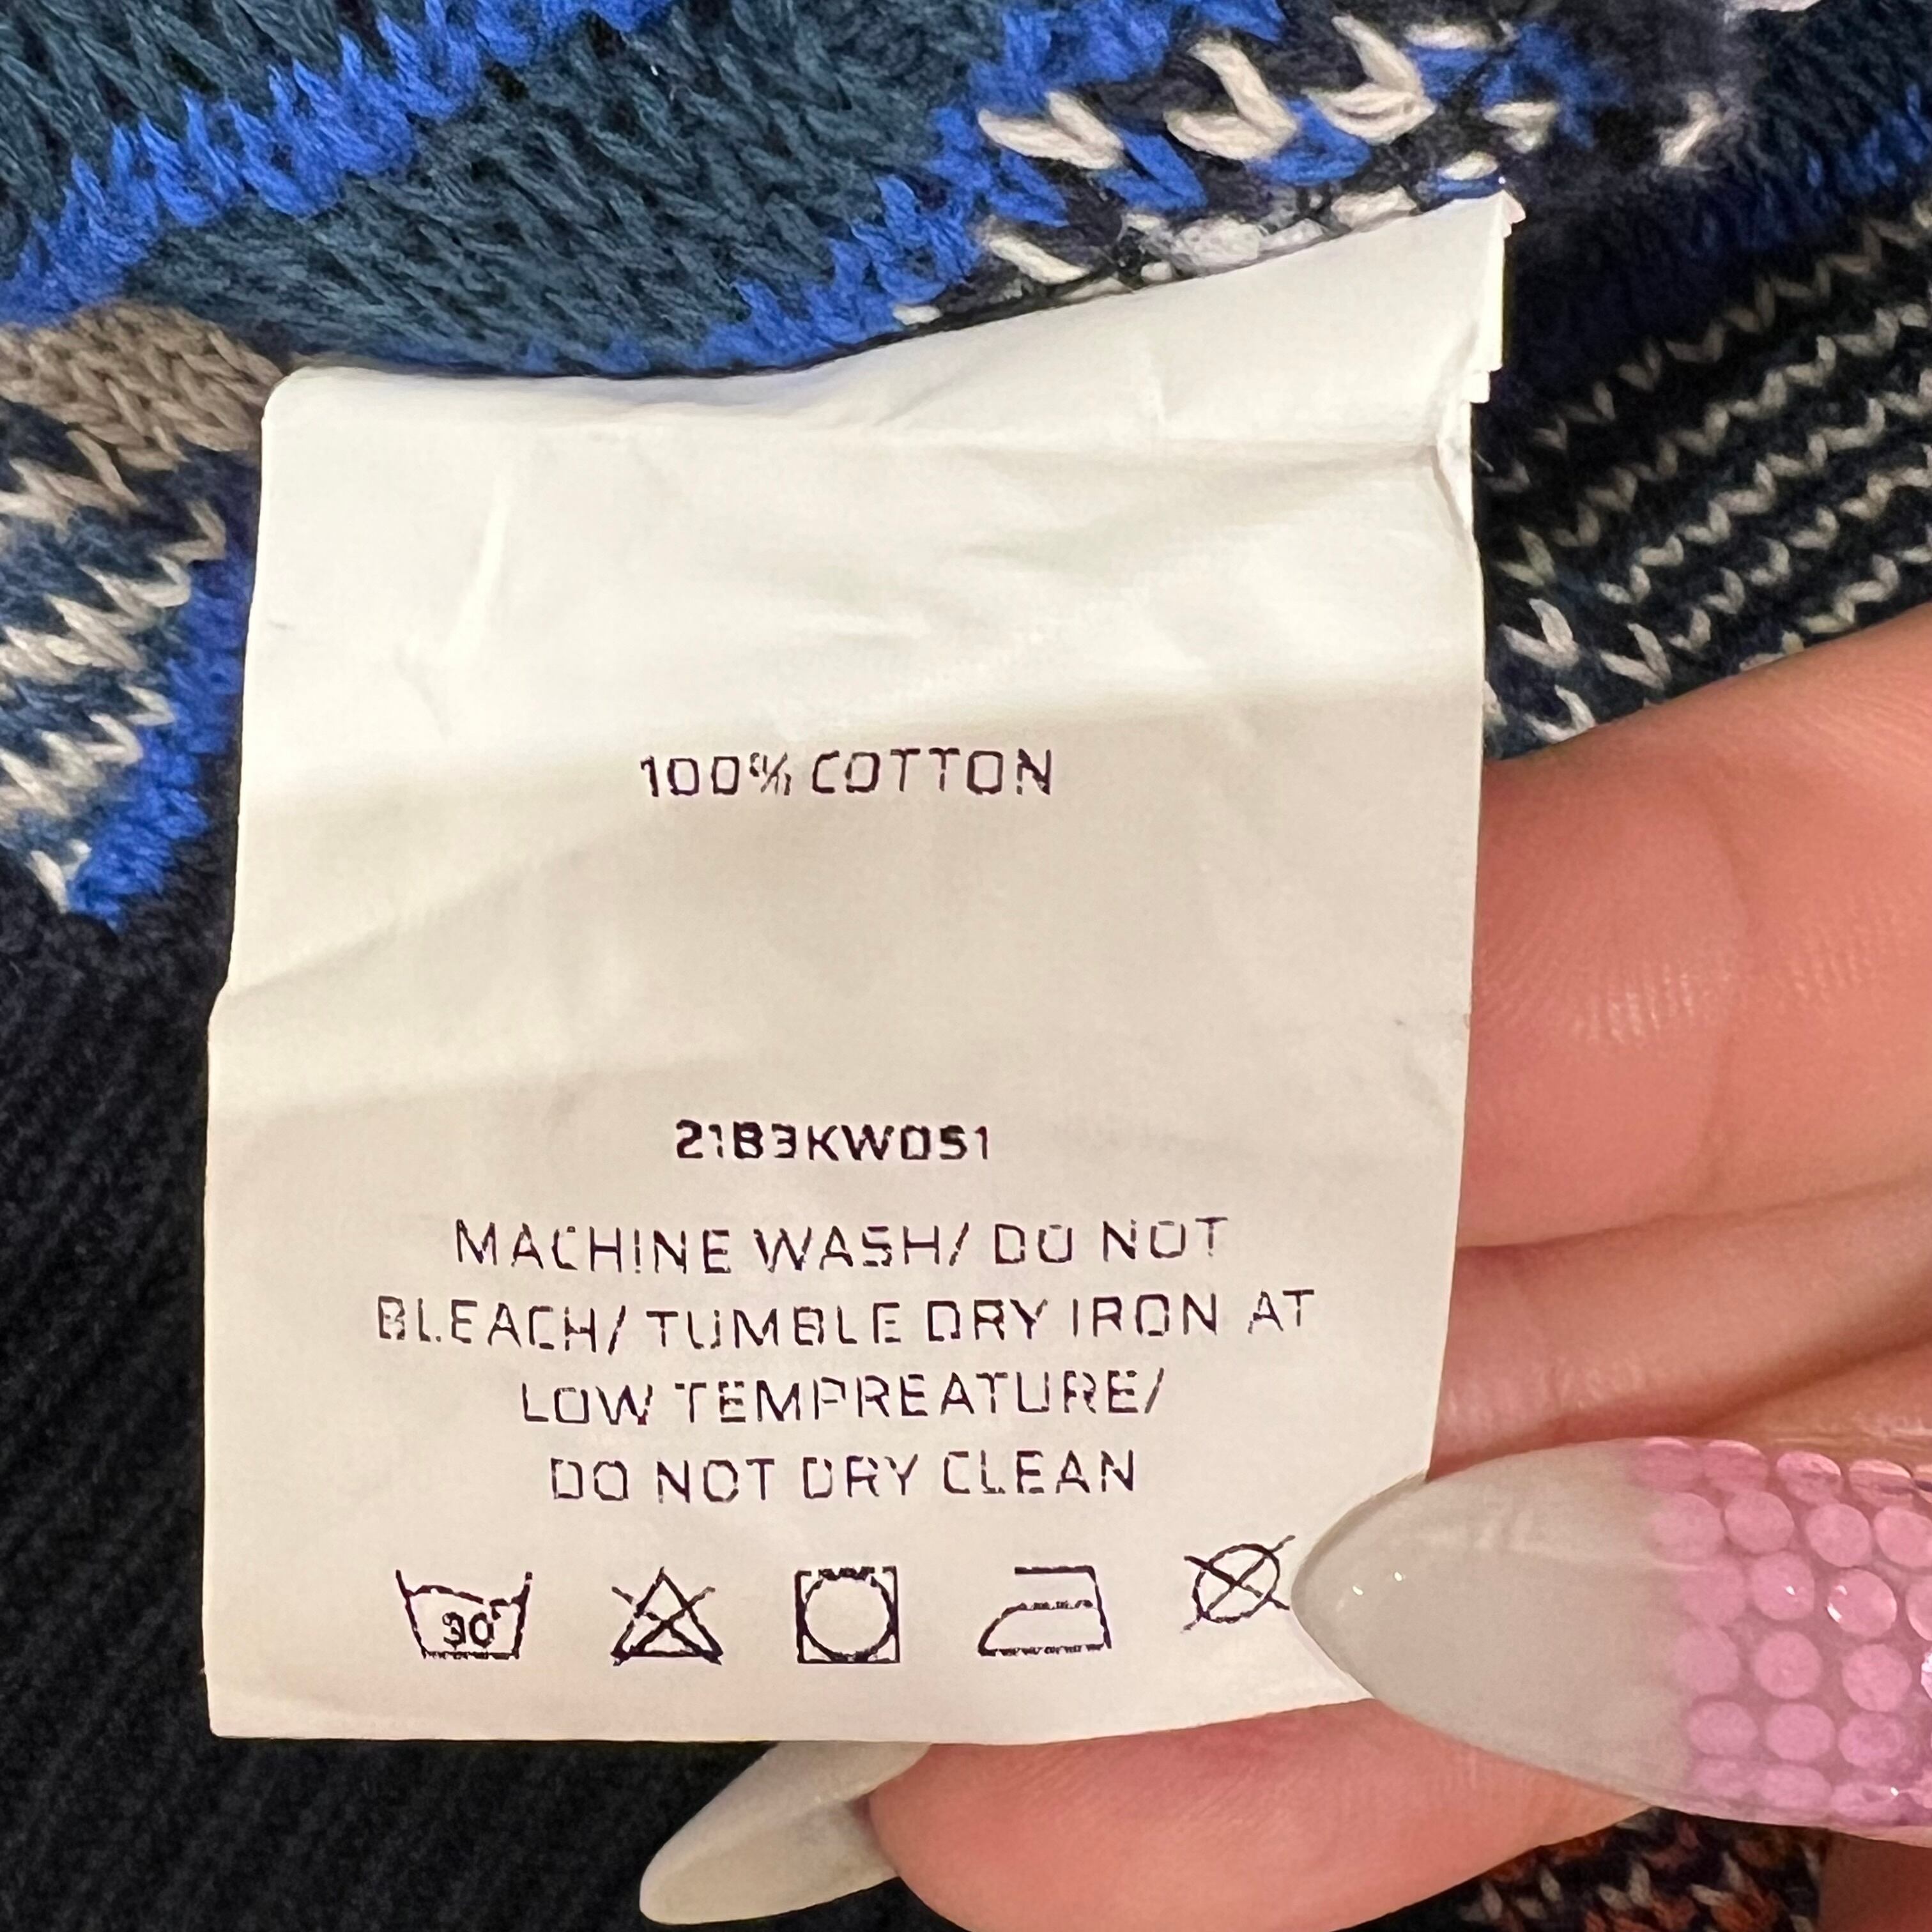 100% COTTON
21B3KW051
MACHINE WASH/ DO NOT
BLEACH/ TUMBLE DRY IRON AT
LOW TEMPREATURE/
DO NOT DRY CLEAN
30°